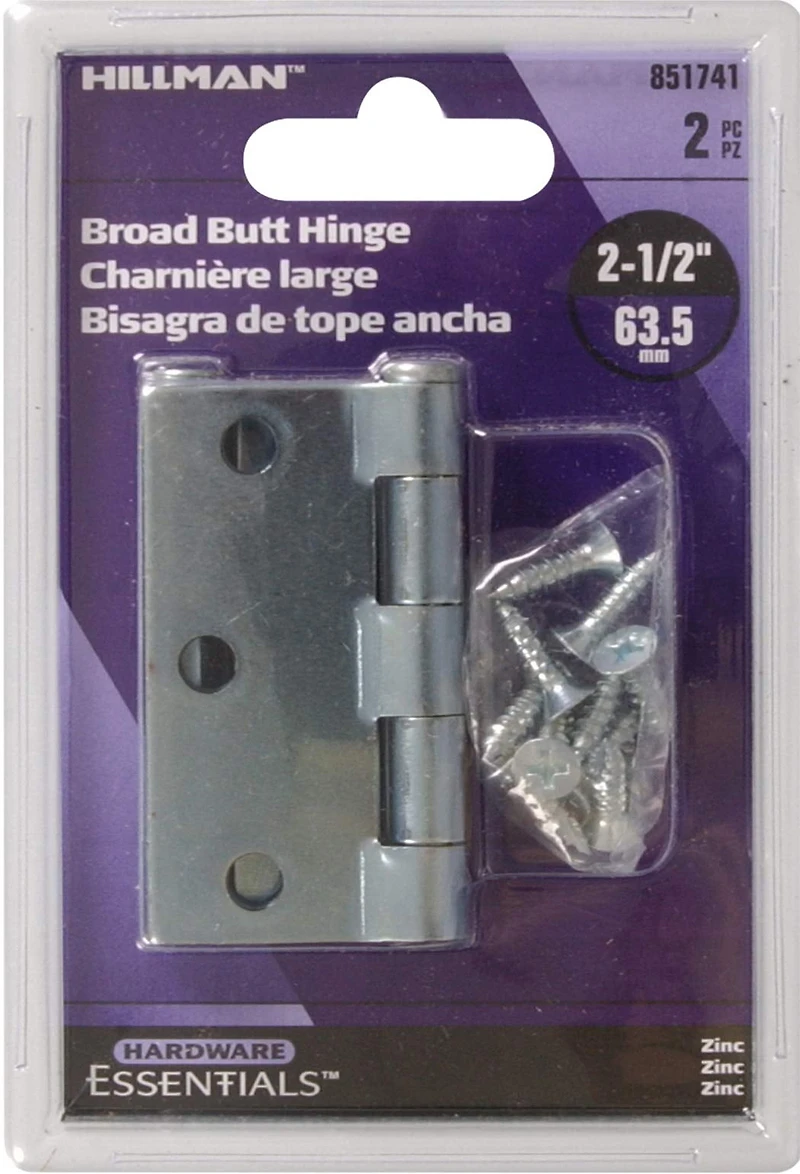 HILLMAN™
851741
2 PC
PZ
Broad Butt Hinge
Charnière large
Bisagra de tope ancha
2-1/2"
63.5
mm
HARDWARE
ESSENTIALS™
Zinc
Zinc
Zinc